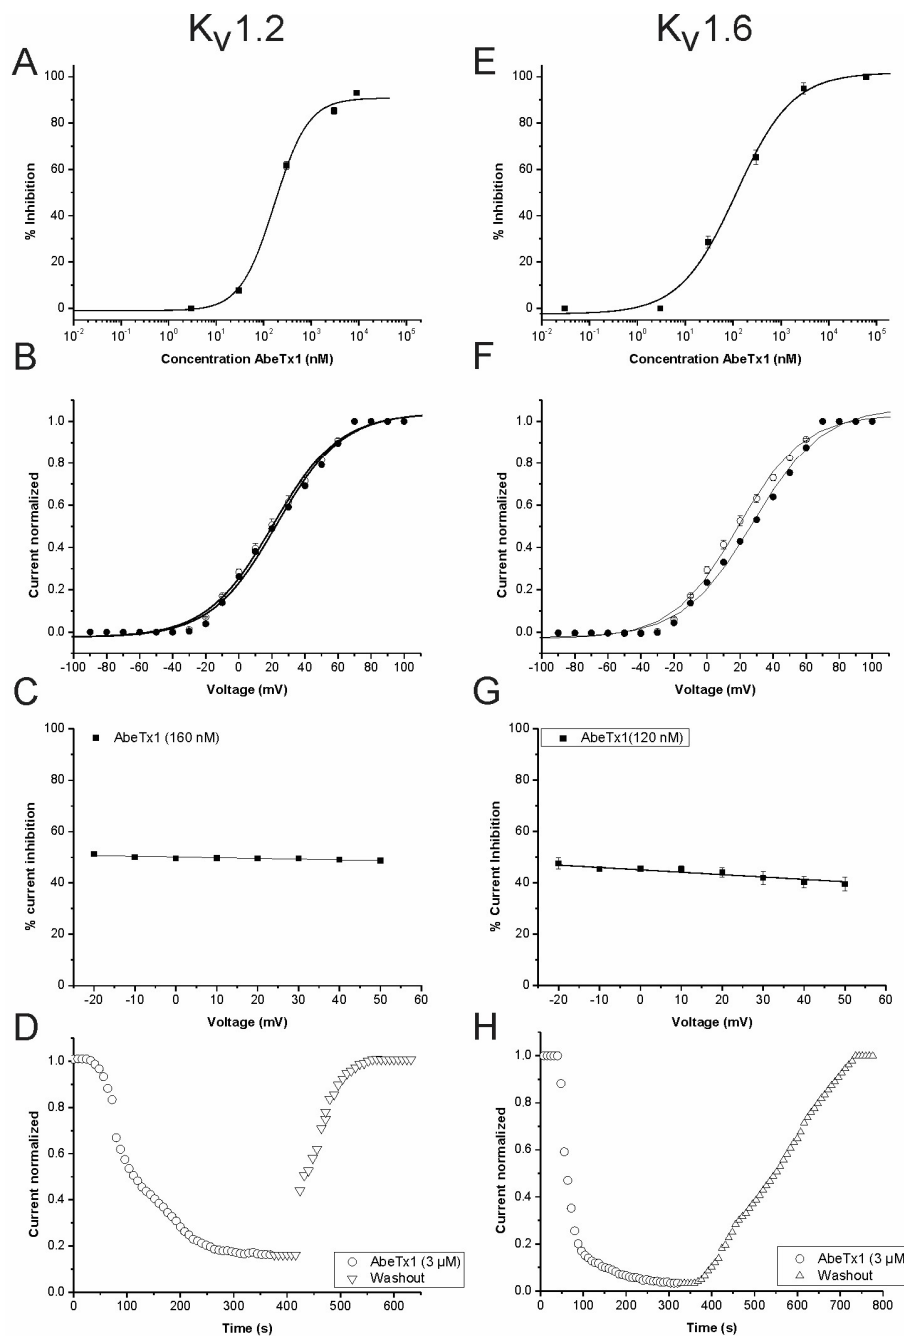 Kv1.2
Kv1.6
A
100
80
60
40
20
0
% Inhibition
10-2 10-1 100 101 102 103 104 105
Concentration AbeTx1 (nM)
E
100
80
60
40
20
0
% Inhibition
10-2 10-1 100 101 102 103 104 105
Concentration AbeTx1 (nM)
B
1.0
0.8
0.6
0.4
0.2
0.0
Current normalized
-100 -80 -60 -40 -20 0 20 40 60 80 100
Voltage (mV)
F
1.0
0.8
0.6
0.4
0.2
0.0
Current normalized
-100 -80 -60 -40 -20 0 20 40 60 80 100
Voltage (mV)
C
100
80
60
40
20
0
% current inhibition
AbeTx1 (160 nM)
-20 -10 0 10 20 30 40 50 60
Voltage (mV)
G
100
80
60
40
20
0
% Current Inhibition
AbeTx1(120 nM)
-20 -10 0 10 20 30 40 50 60
Voltage (mV)
D
1.0
0.8
0.6
0.4
0.2
0.0
Current normalized
AbeTx1 (3 µM)
Washout
0 100 200 300 400 500 600
Time (s)
H
1.0
0.8
0.6
0.4
0.2
0.0
Current normalized
AbeTx1 (3 µM)
Washout
0 100 200 300 400 500 600 700 800
Time (s)